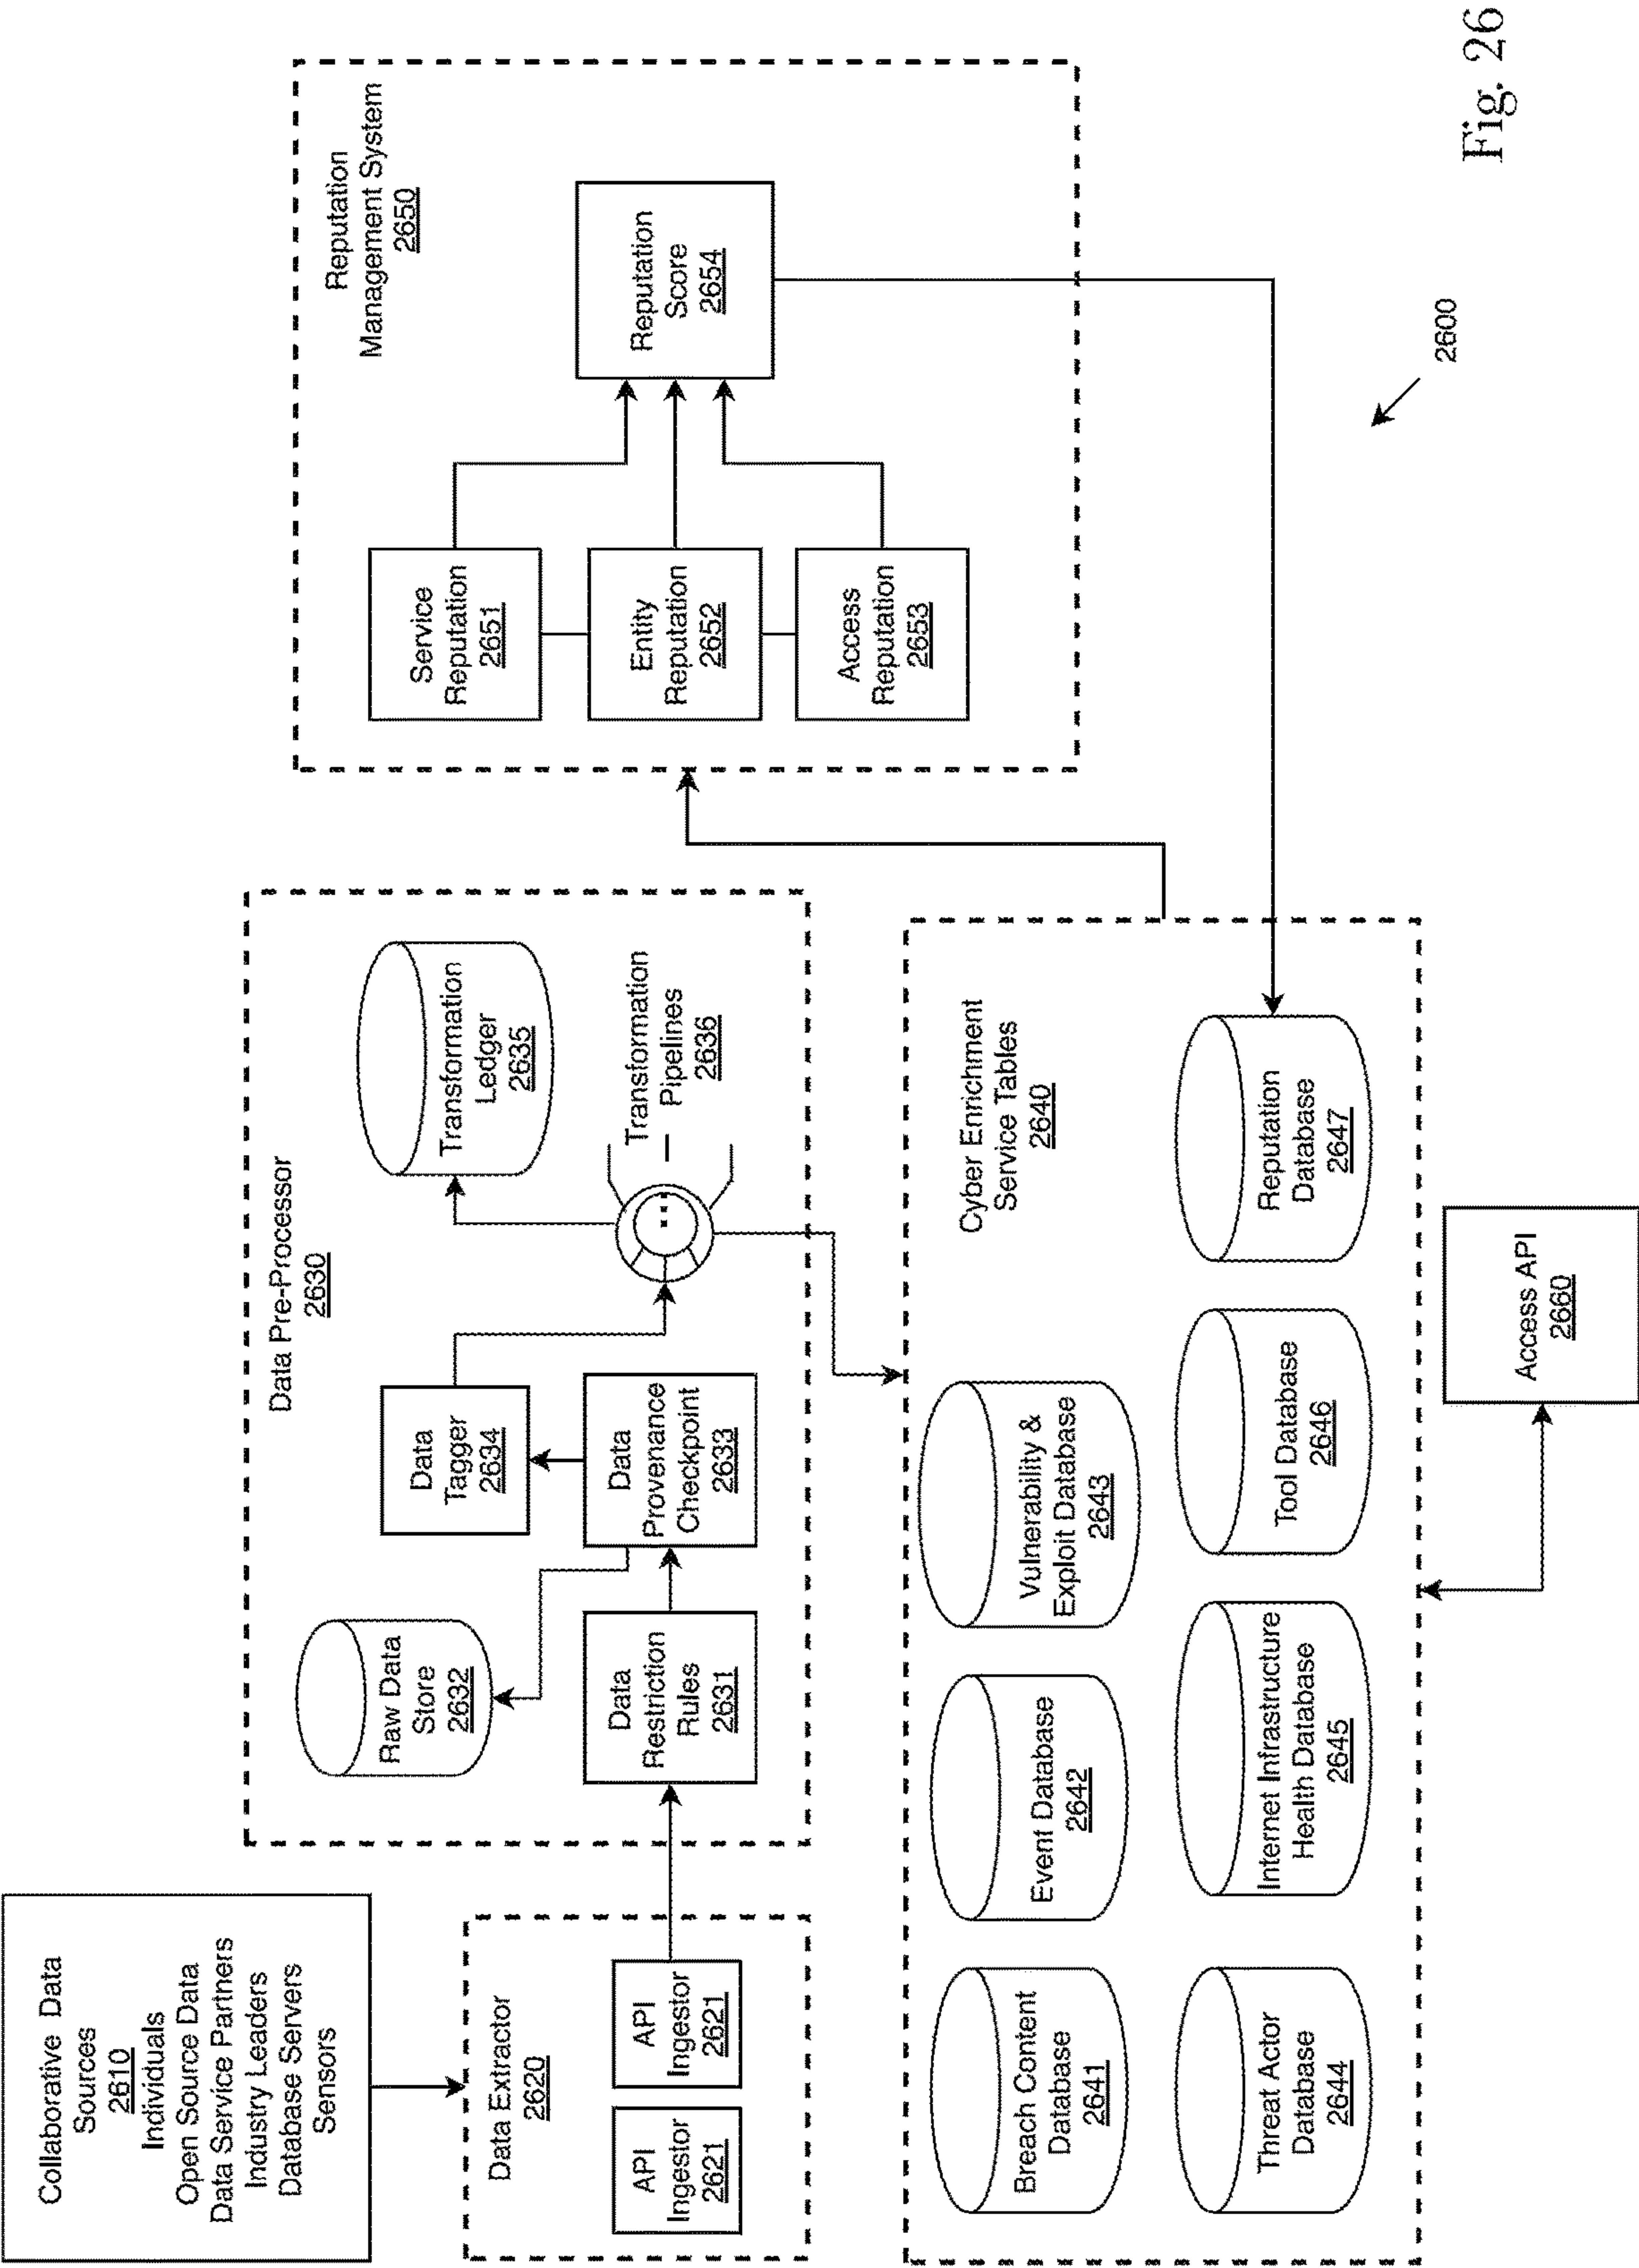 Collaborative Data
Sources
2610
Individuals
Open Source Data
Data Service Partners
Industry Leaders
Database Servers
Sensors
Data Extractor
2620
API
Ingestor
2621
API
Ingestor
2621
Data Pre-Processor
2630
Raw Data
Store
2632
Data
Restriction
Rules
2631
Data
Tagger
2634
Data
Provenance
Checkpoint
2633
Transformation
Ledger
2635
Transformation
Pipelines
2636
Cyber Enrichment
Service Tables
2640
Breach Content
Database
2641
Event Database
2642
Vulnerability &
Exploit Database
2643
Threat Actor
Database
2644
Internet Infrastructure
Health Database
2645
Tool Database
2646
Reputation
Database
2647
Reputation
Management System
2650
Service
Reputation
2651
Entity
Reputation
2652
Access
Reputation
2653
Reputation
Score
2654
Access API
2660
2600
Fig. 26